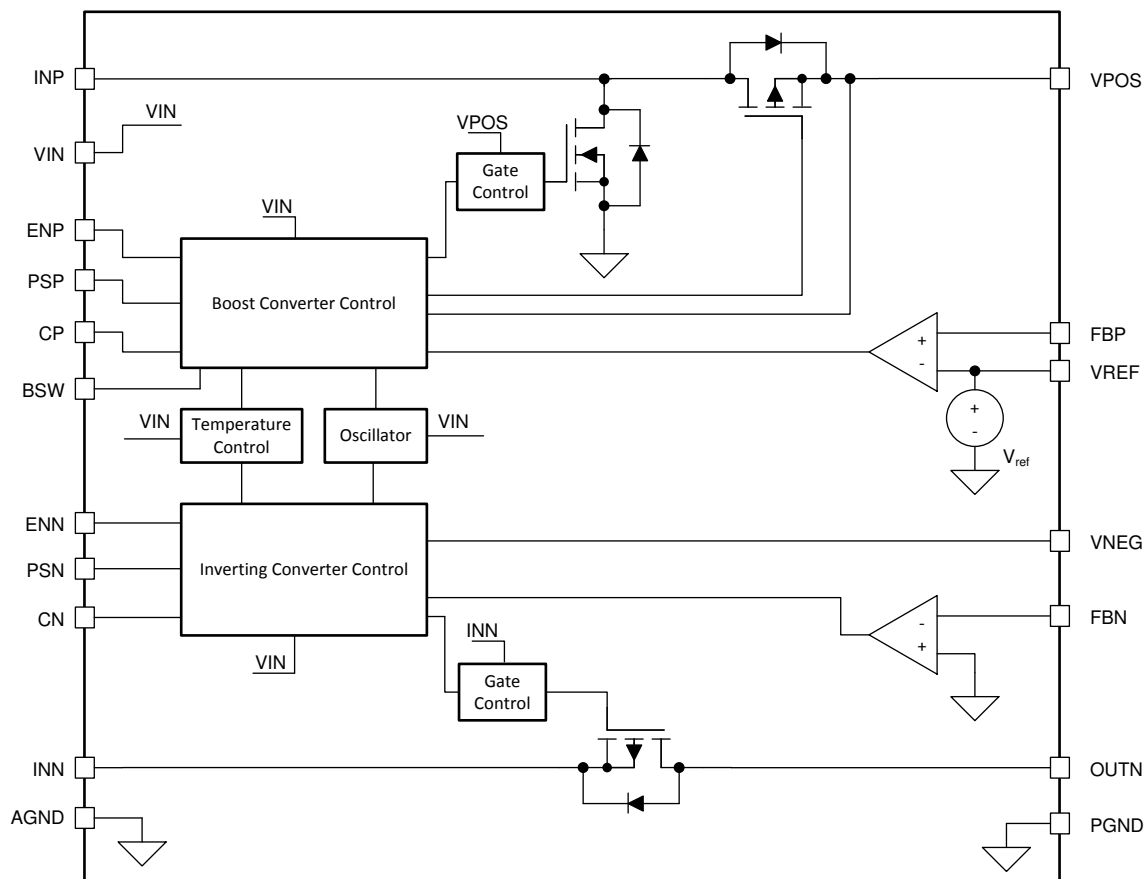 INP
VPOS
VIN
VIN
VPOS
Gate
Control
ENP
VIN
PSP
Boost Converter Control
CP
+
-
FBP
VREF
BSW
VIN
Temperature
Control
Oscillator
VIN
+
-
Vref
ENN
VNEG
PSN
Inverting Converter Control
CN
-
+
FBN
INN
VIN
Gate
Control
INN
OUTN
AGND
PGND